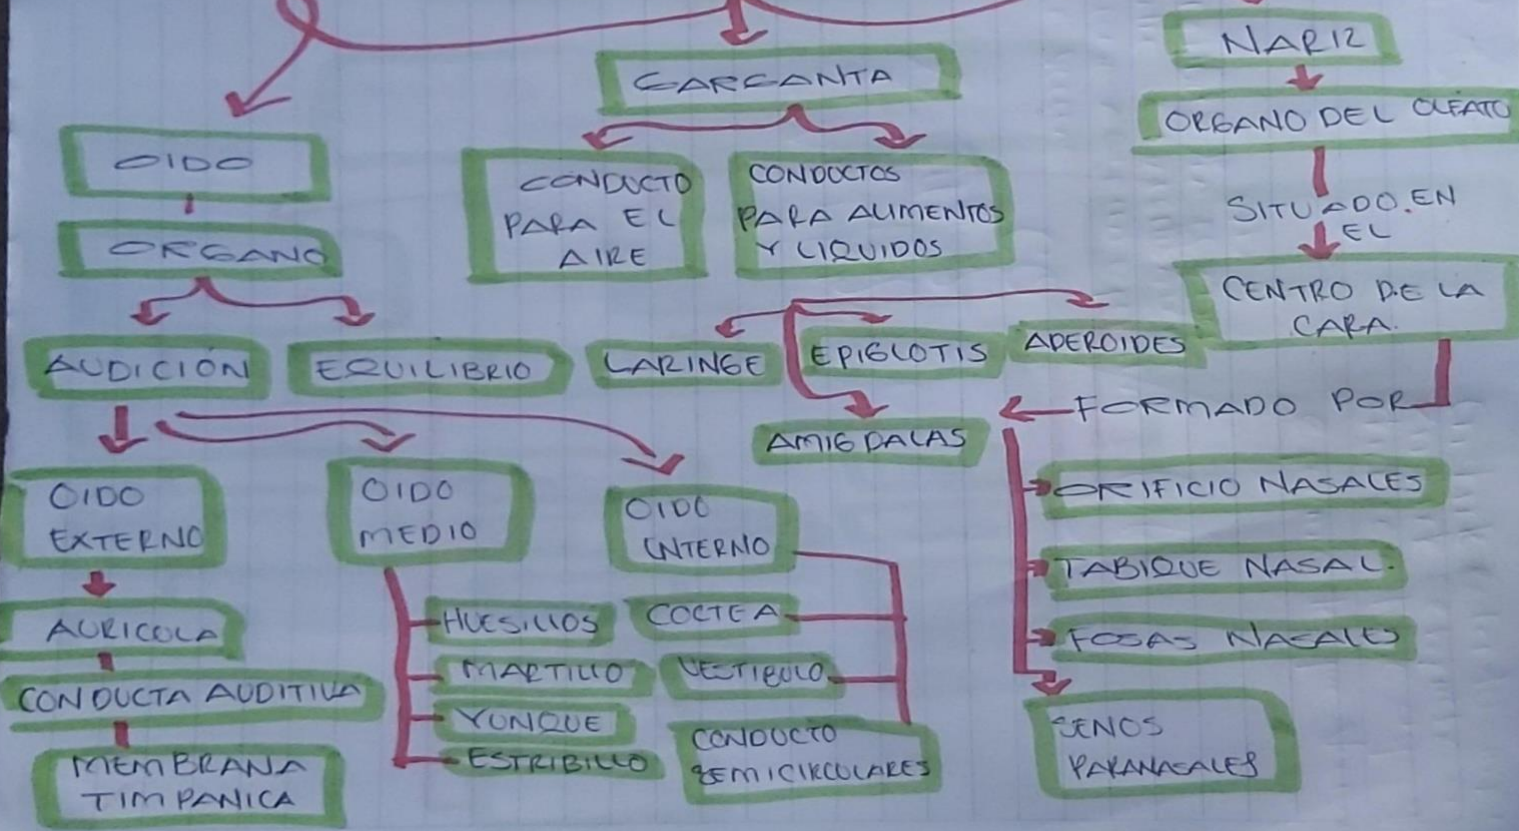 NARIZ
GARGANTA
ORGANO DEL OLFATO
OIDO
CONDUCTO
PARA EL
AIRE
CONDUCTOS
PARA ALIMENTOS
Y LIQUIDOS
SITUADO.EN
EL
ORGANO
CENTRO DE LA
CARA.
AUDICIÓN
EQUILIBRIO
LARINGE
EPIGLOTIS
ADEROIDES
FORMADO POR
AMIGDALAS
OIDO
EXTERNO
OIDO
MEDIO
OIDO
INTERNO
ORIFICIO NASALES
TABIQUE NASAL.
FOSAS NASALES
SENOS
PARANASALES
AURICOLA
CONDUCTA AUDITIVA
MEMBRANA
TIMPANICA
HUESILLOS
MARTILLO
YUNQUE
ESTRIBILLO
COCTEA
VESTIBULO
CONDUCTO
SEMICIRCOLARES